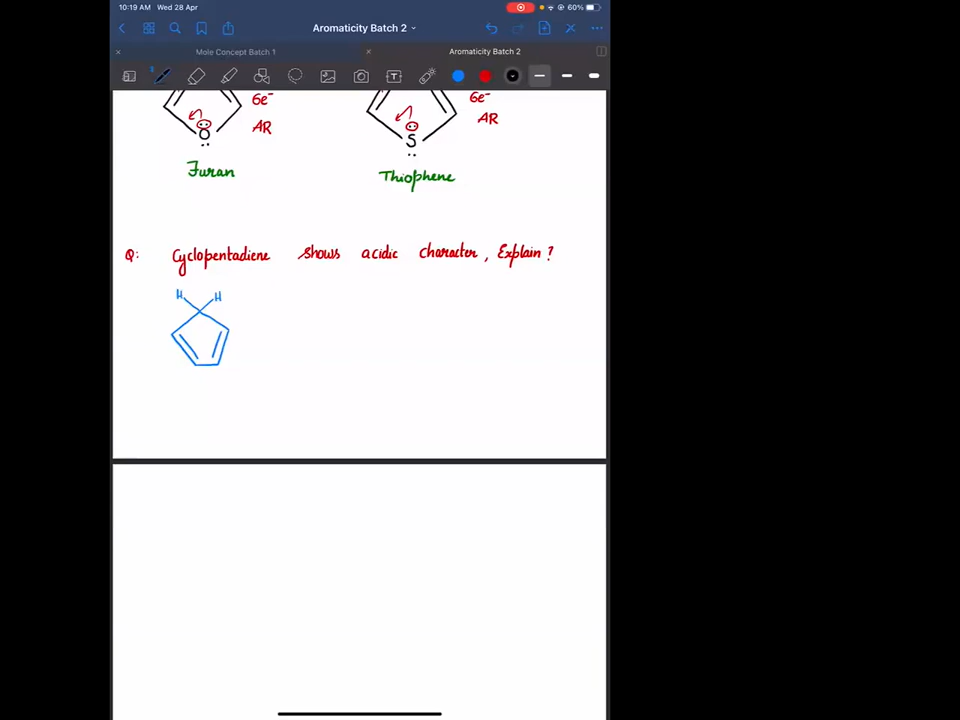 10:19 AM Wed 28 Apr
60%
Aromaticity Batch 2
Mole Concept Batch 1
Aromaticity Batch 2
6e⁻ 6e⁻
AR AR
O S
Furan Thiophene
Q: Cyclopentadiene shows acidic character, Explain?
H H